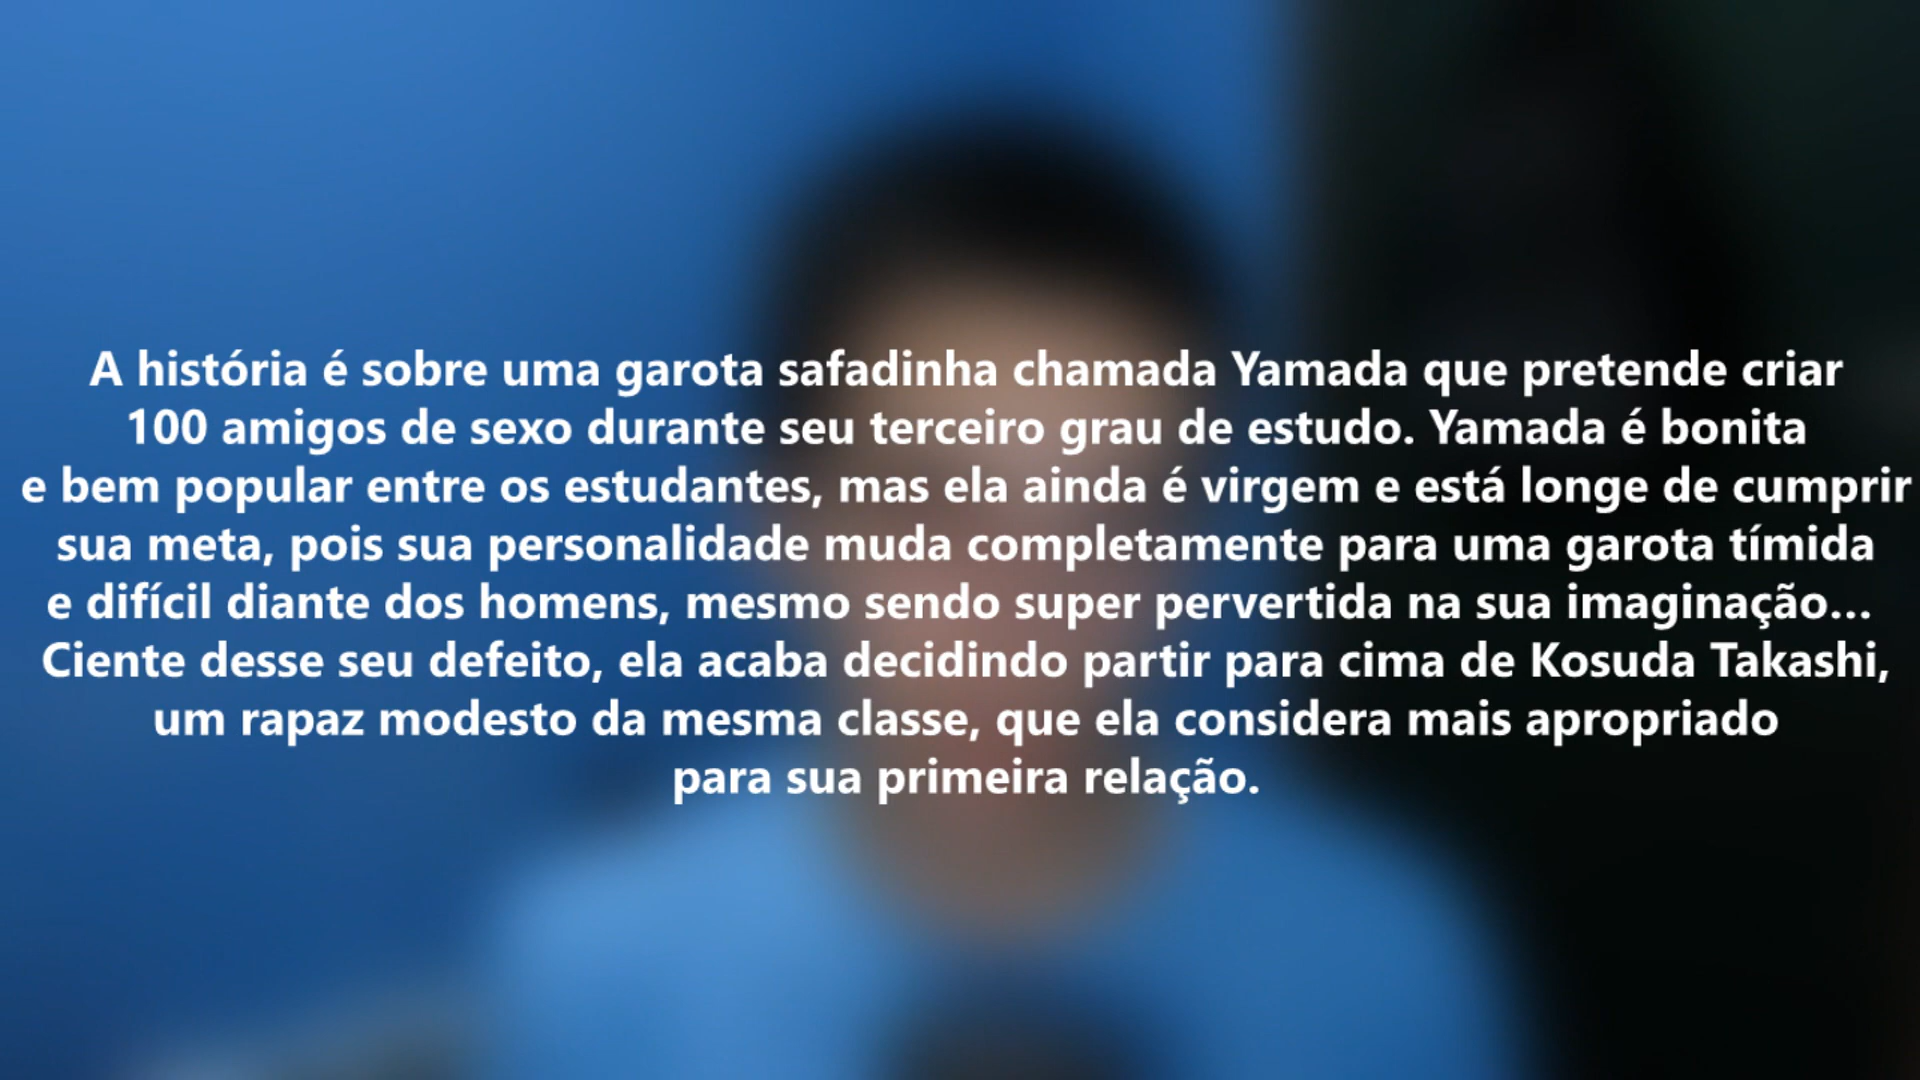 A história é sobre uma garota safadinha chamada Yamada que pretende criar
100 amigos de sexo durante seu terceiro grau de estudo. Yamada é bonita
e bem popular entre os estudantes, mas ela ainda é virgem e está longe de cumprir
sua meta, pois sua personalidade muda completamente para uma garota tímida
e difícil diante dos homens, mesmo sendo super pervertida na sua imaginação...
Ciente desse seu defeito, ela acaba decidindo partir para cima de Kosuda Takashi,
um rapaz modesto da mesma classe, que ela considera mais apropriado
para sua primeira relação.